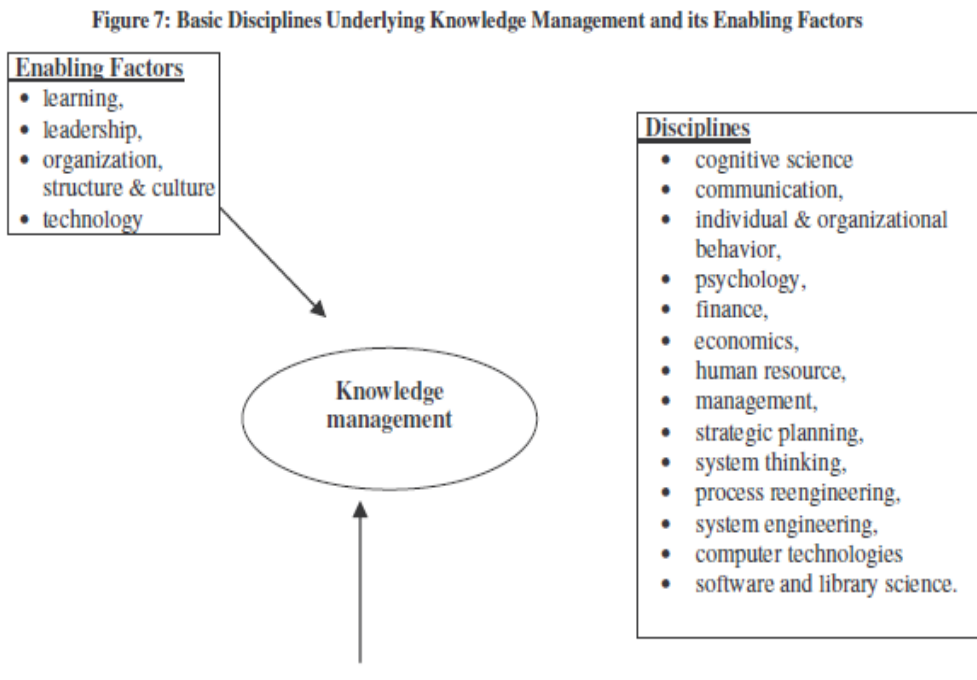 Figure 7: Basic Disciplines Underlying Knowledge Management and its Enabling Factors
Enabling Factors
• learning,
• leadership,
• organization,
structure & culture
• technology
Knowledge
management
Disciplines
• cognitive science
• communication,
• individual & organizational
behavior,
• psychology,
• finance,
• economics,
• human resource,
• management,
• strategic planning,
• system thinking,
• process reengineering,
• system engineering,
• computer technologies
• software and library science.